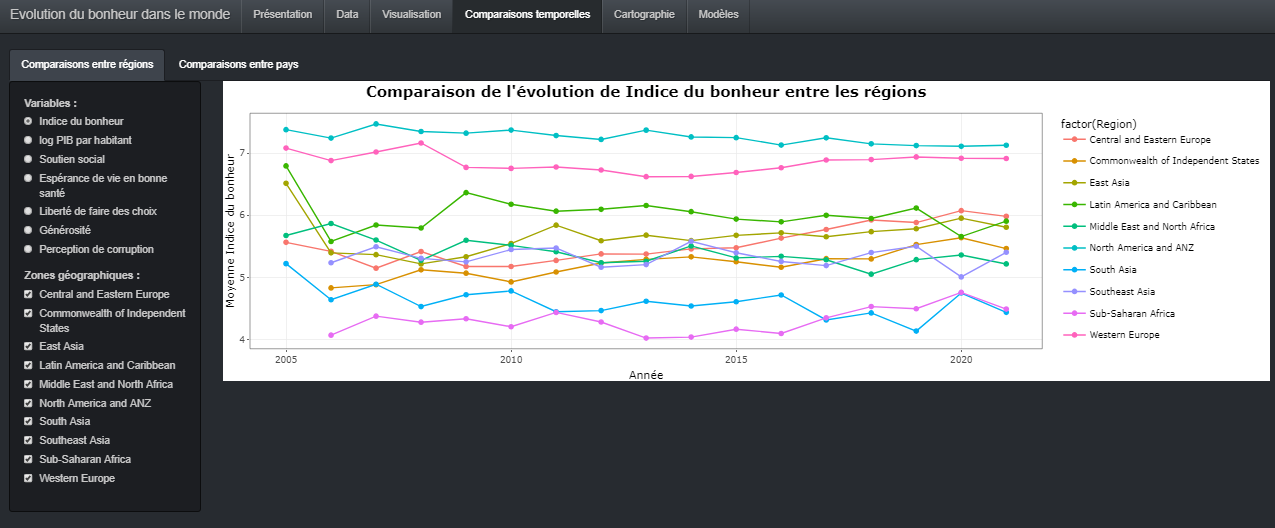 Evolution du bonheur dans le monde
Présentation
Data
Visualisation
Comparaisons temporelles
Cartographie
Modèles
Comparaisons entre régions
Comparaisons entre pays
Variables :
Indice du bonheur
log PIB par habitant
Soutien social
Espérance de vie en bonne
santé
Liberté de faire des choix
Générosité
Perception de corruption
Zones géographiques :
Central and Eastern Europe
Commonwealth of Independent
States
East Asia
Latin America and Caribbean
Middle East and North Africa
North America and ANZ
South Asia
Southeast Asia
Sub-Saharan Africa
Western Europe
Comparaison de l'évolution de Indice du bonheur entre les régions
Moyenne Indice du bonheur
7
6
5
4
2005
2010
2015
2020
Année
factor(Region)
Central and Eastern Europe
Commonwealth of Independent States
East Asia
Latin America and Caribbean
Middle East and North Africa
North America and ANZ
South Asia
Southeast Asia
Sub-Saharan Africa
Western Europe